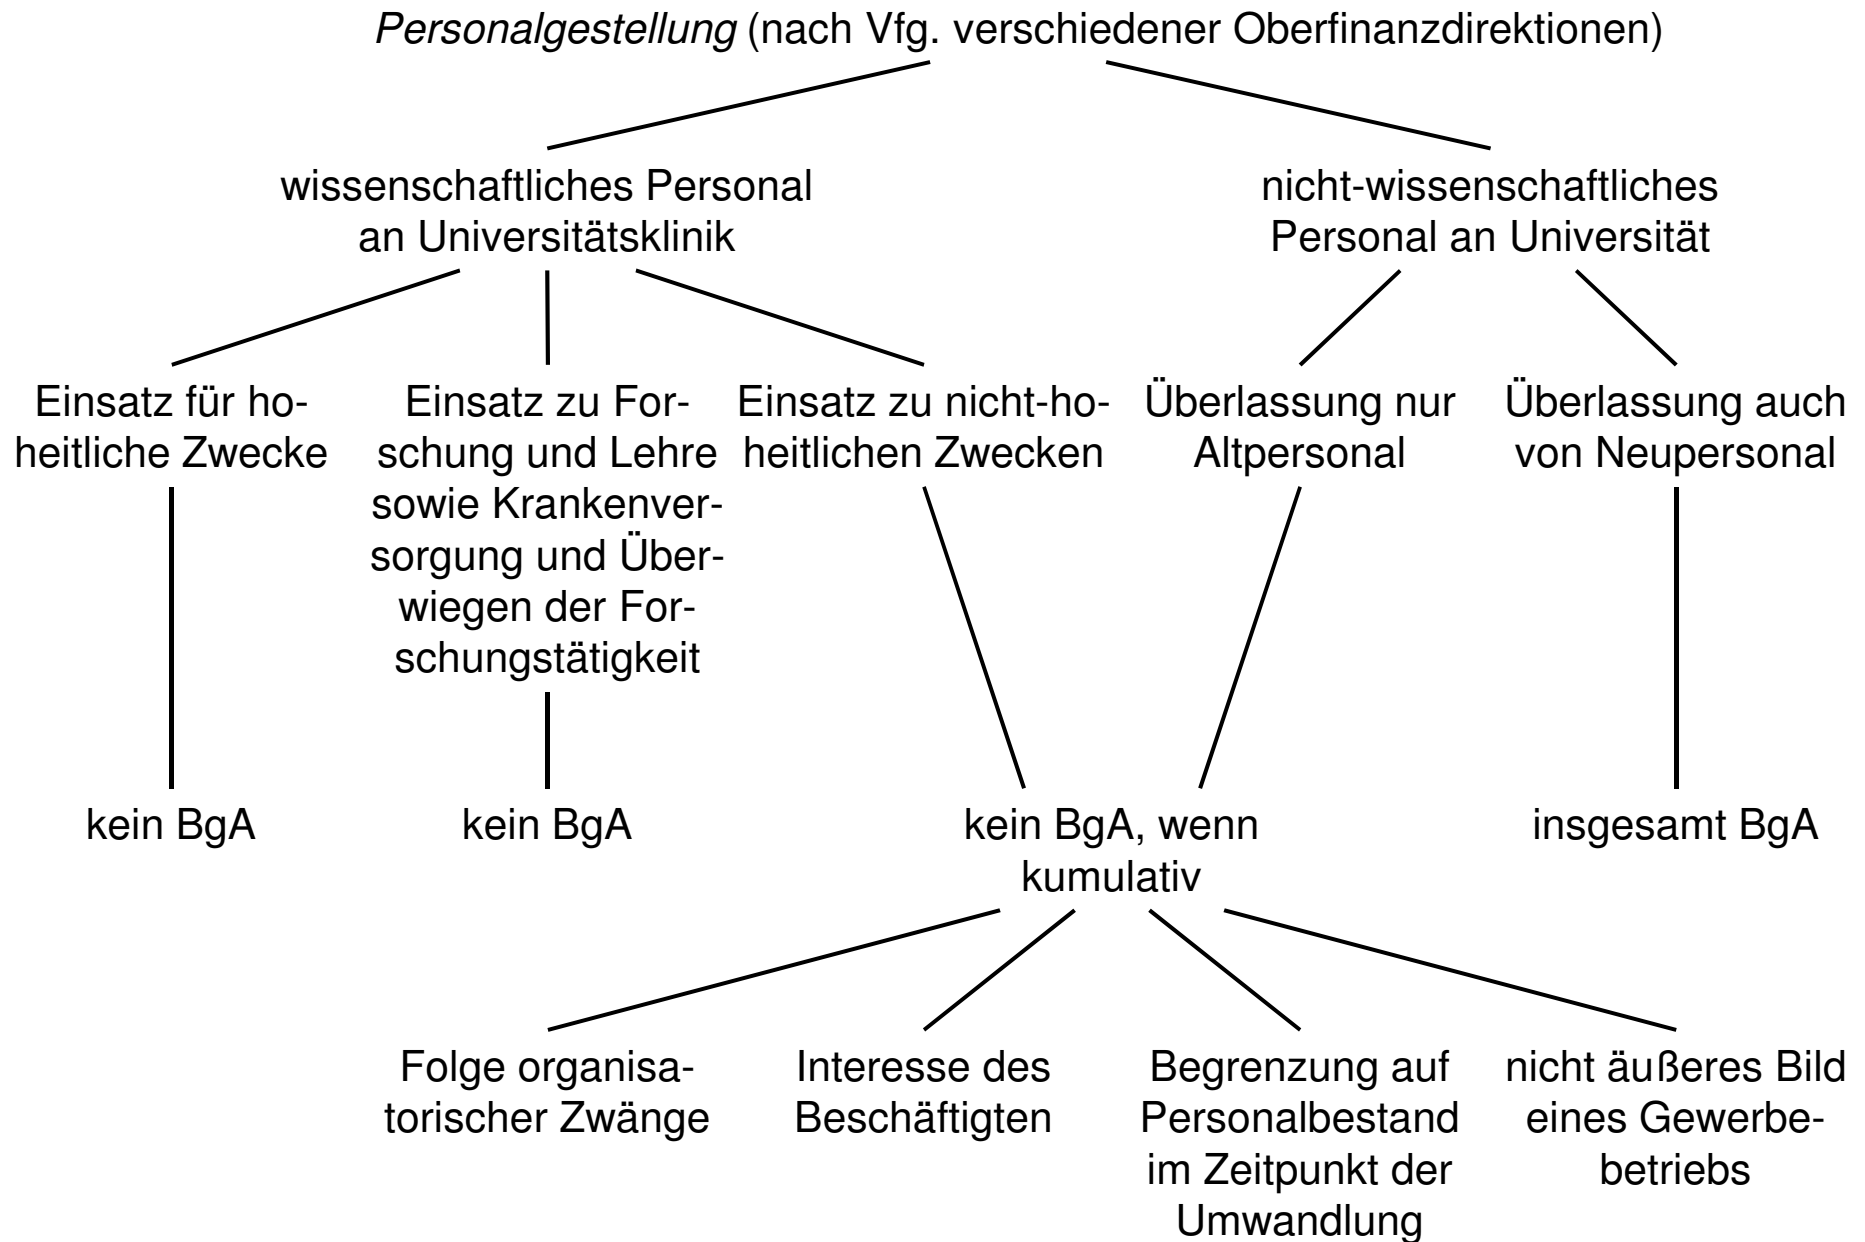 Personalgestellung (nach Vfg. verschiedener Oberfinanzdirektionen)
wissenschaftliches Personal
an Universitätsklinik
nicht-wissenschaftliches
Personal an Universität
Einsatz für ho-
heitliche Zwecke
Einsatz zu For-
schung und Lehre
sowie Krankenver-
sorgung und Über-
wiegen der For-
schungstätigkeit
Einsatz zu nicht-ho-
heitlichen Zwecken
Überlassung nur
Altpersonal
Überlassung auch
von Neupersonal
kein BgA
kein BgA
kein BgA, wenn
kumulativ
insgesamt BgA
Folge organisa-
torischer Zwänge
Interesse des
Beschäftigten
Begrenzung auf
Personalbestand
im Zeitpunkt der
Umwandlung
nicht äußeres Bild
eines Gewerbe-
betriebs